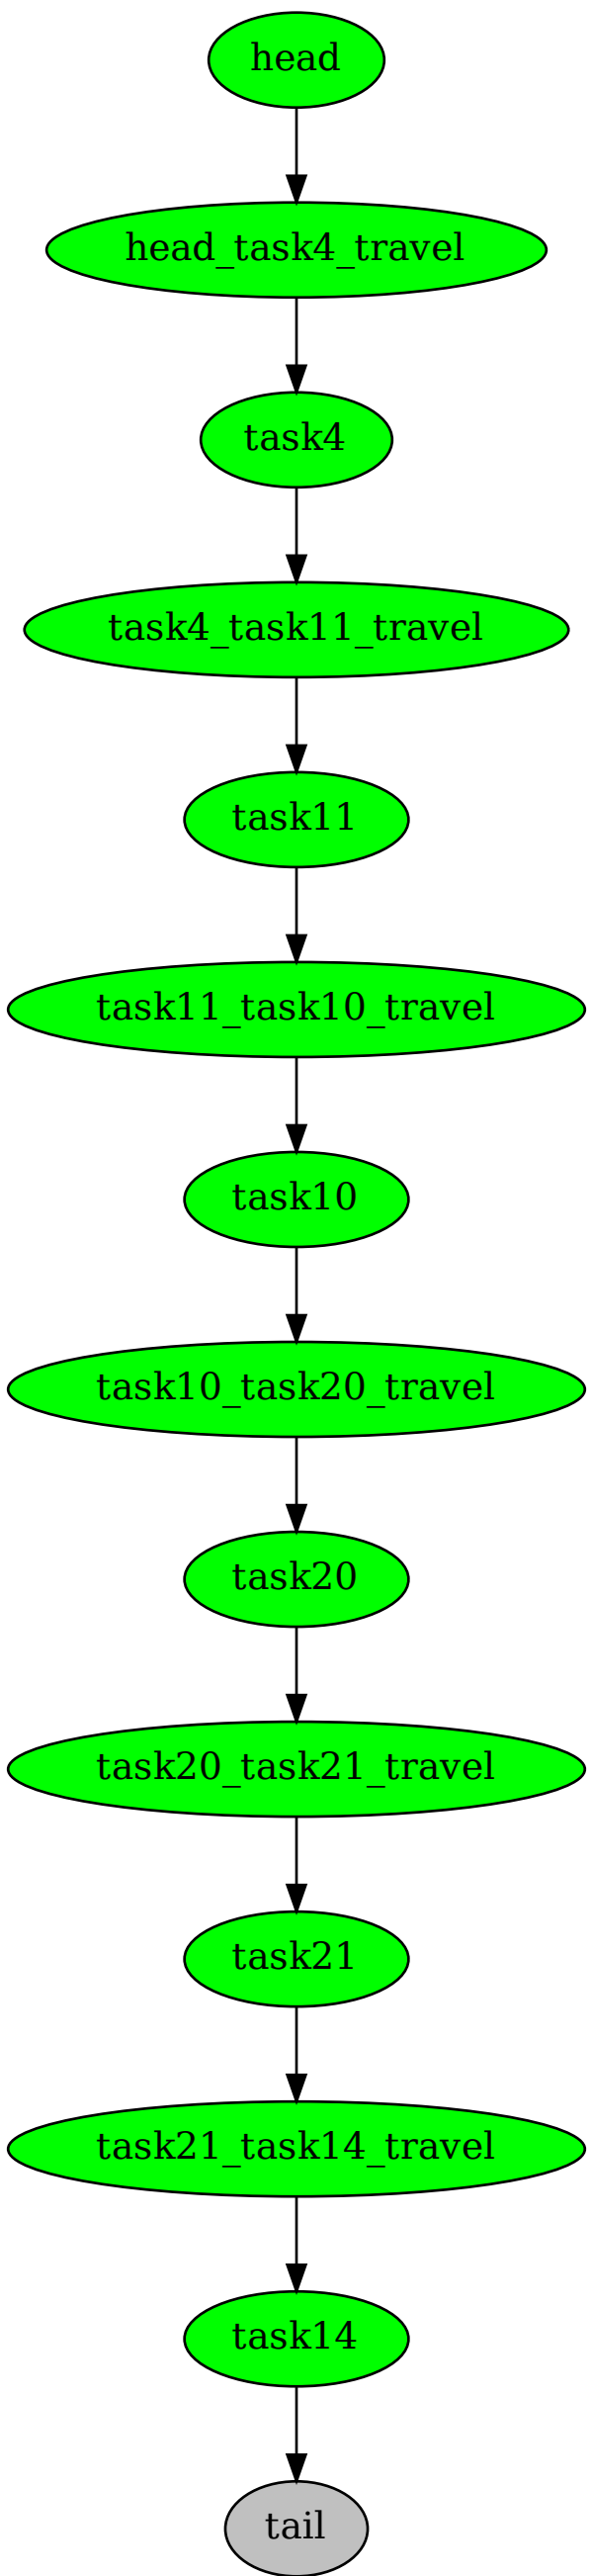 head
head_task4_travel
task4
task4_task11_travel
task11
task11_task10_travel
task10
task10_task20_travel
task20
task20_task21_travel
task21
task21_task14_travel
task14
tail